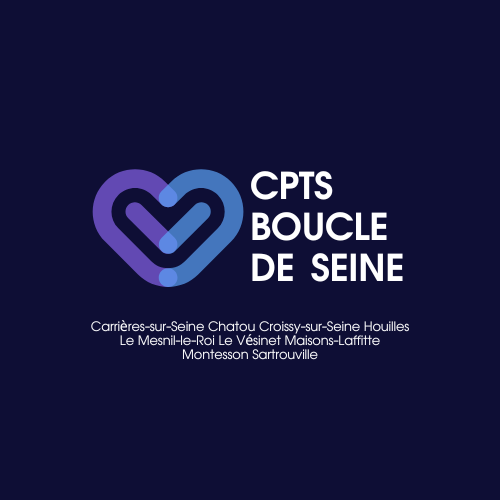 CPTS
BOUCLE
DE SEINE
Carrières-sur-Seine Chatou Croissy-sur-Seine Houilles
Le Mesnil-le-Roi Le Vésinet Maisons-Laffitte
Montesson Sartrouville